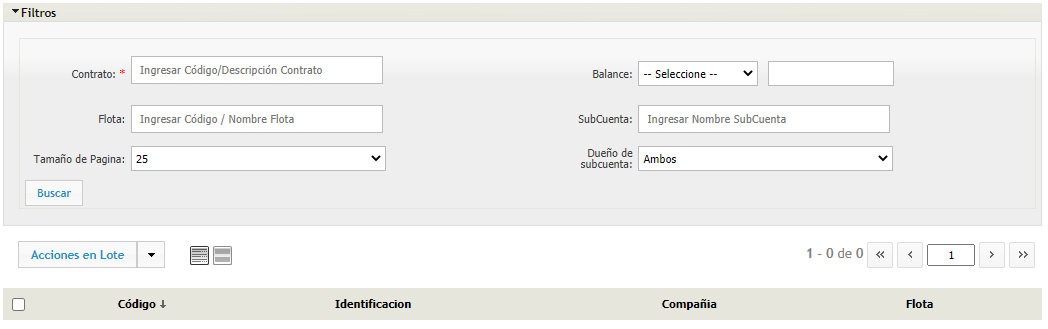 Filtros
Contrato: * Ingresar Código/Descripción Contrato Balance: -- Seleccione --
Flota: Ingresar Código / Nombre Flota SubCuenta: Ingresar Nombre SubCuenta
Tamaño de Pagina: 25 Dueño de subcuenta: Ambos
Buscar
Acciones en Lote 1 - 0 de 0 << < 1 > >>
Código ↓ Identificacion Compañia Flota